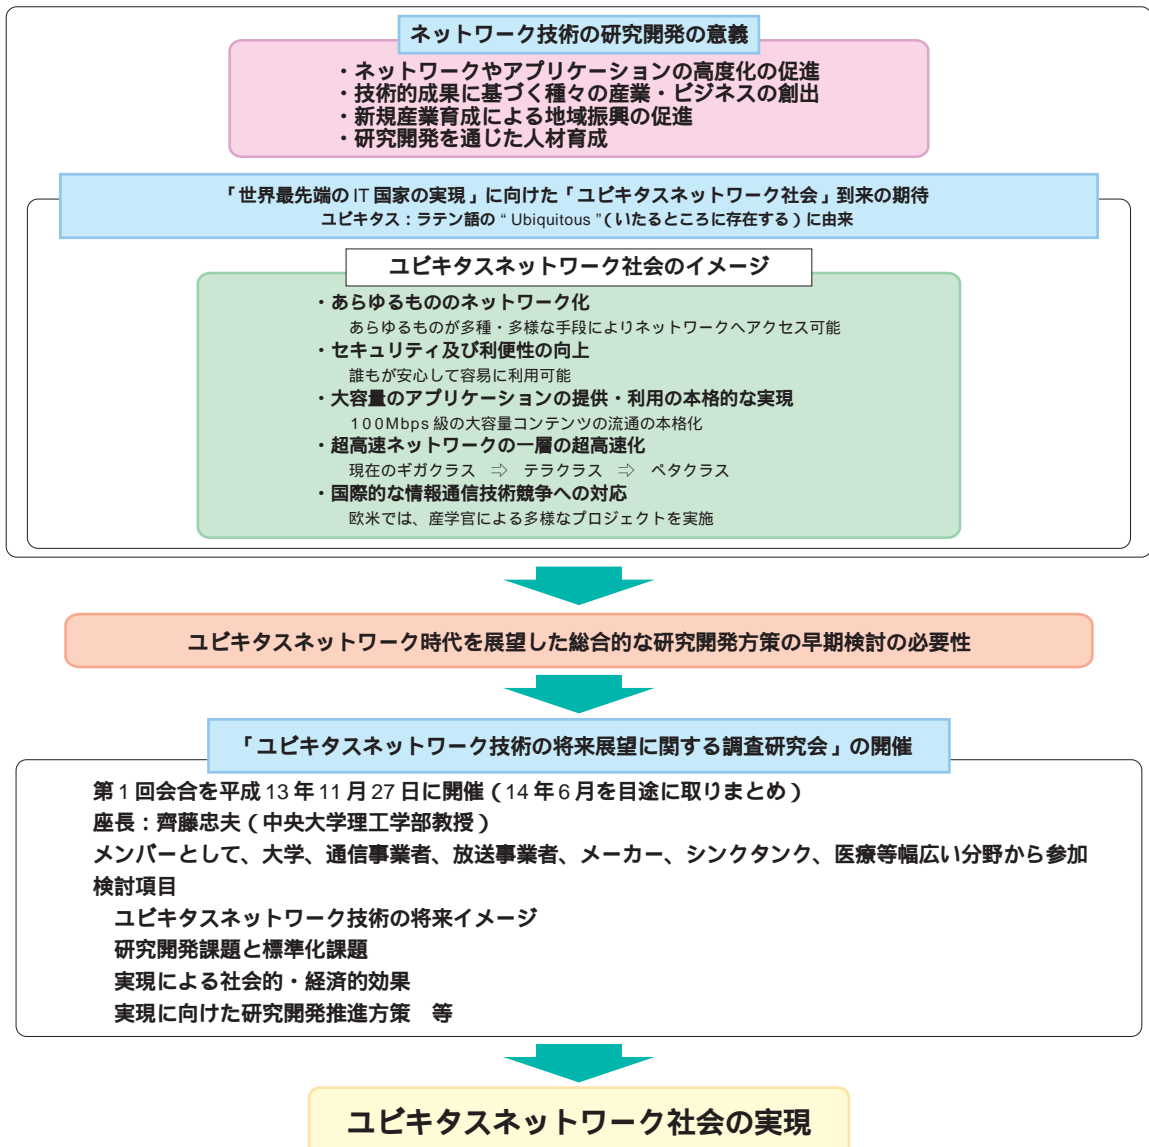 ネットワーク技術の研究開発の意義
・ネットワークやアプリケーションの高度化の促進
・技術的成果に基づく種々の産業・ビジネスの創出
・新規産業育成による地域振興の促進
・研究開発を通じた人材育成
「世界最先端の IT 国家の実現」に向けた「ユビキタスネットワーク社会」到来の期待
ユビキタス：ラテン語の “ Ubiquitous ”（いたるところに存在する）に由来
ユビキタスネットワーク社会のイメージ
・あらゆるもののネットワーク化
あらゆるものが多種・多様な手段によりネットワークへアクセス可能
・セキュリティ及び利便性の向上
誰もが安心して容易に利用可能
・大容量のアプリケーションの提供・利用の本格的な実現
100Mbps 級の大容量コンテンツの流通の本格化
・超高速ネットワークの一層の超高速化
現在のギガクラス ⇒ テラクラス ⇒ ペタクラス
・国際的な情報通信技術競争への対応
欧米では、産学官による多様なプロジェクトを実施
ユビキタスネットワーク時代を展望した総合的な研究開発方策の早期検討の必要性
「ユビキタスネットワーク技術の将来展望に関する調査研究会」の開催
第 1 回会合を平成 13 年 11 月 27 日に開催（ 14 年 6 月を目途に取りまとめ）
座長：齊藤忠夫（中央大学理工学部教授）
メンバーとして、大学、通信事業者、放送事業者、メーカー、シンクタンク、医療等幅広い分野から参加
検討項目
ユビキタスネットワーク技術の将来イメージ
研究開発課題と標準化課題
実現による社会的・経済的効果
実現に向けた研究開発推進方策　等
ユビキタスネットワーク社会の実現